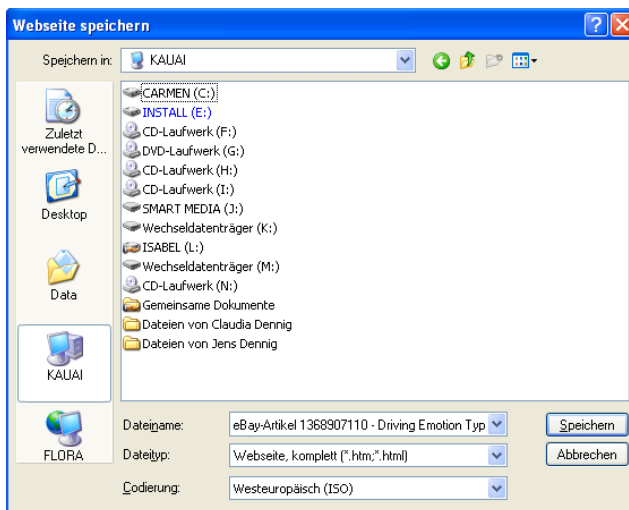 Webseite speichern
Speichern in:
KAUAI
Zuletzt
verwendete D...
Desktop
Data
KAUAI
FLORA
CARMEN (C:)
INSTALL (E:)
CD-Laufwerk (F:)
DVD-Laufwerk (G:)
CD-Laufwerk (H:)
CD-Laufwerk (I:)
SMART MEDIA (J:)
Wechseldatenträger (K:)
ISABEL (L:)
Wechseldatenträger (M:)
CD-Laufwerk (N:)
Gemeinsame Dokumente
Dateien von Claudia Dennig
Dateien von Jens Dennig
Dateiname:
eBay-Artikel 1368907110 - Driving Emotion Typ
Speichern
Dateityp:
Webseite, komplett (*.htm;*.html)
Abbrechen
Codierung:
Westeuropäisch (ISO)